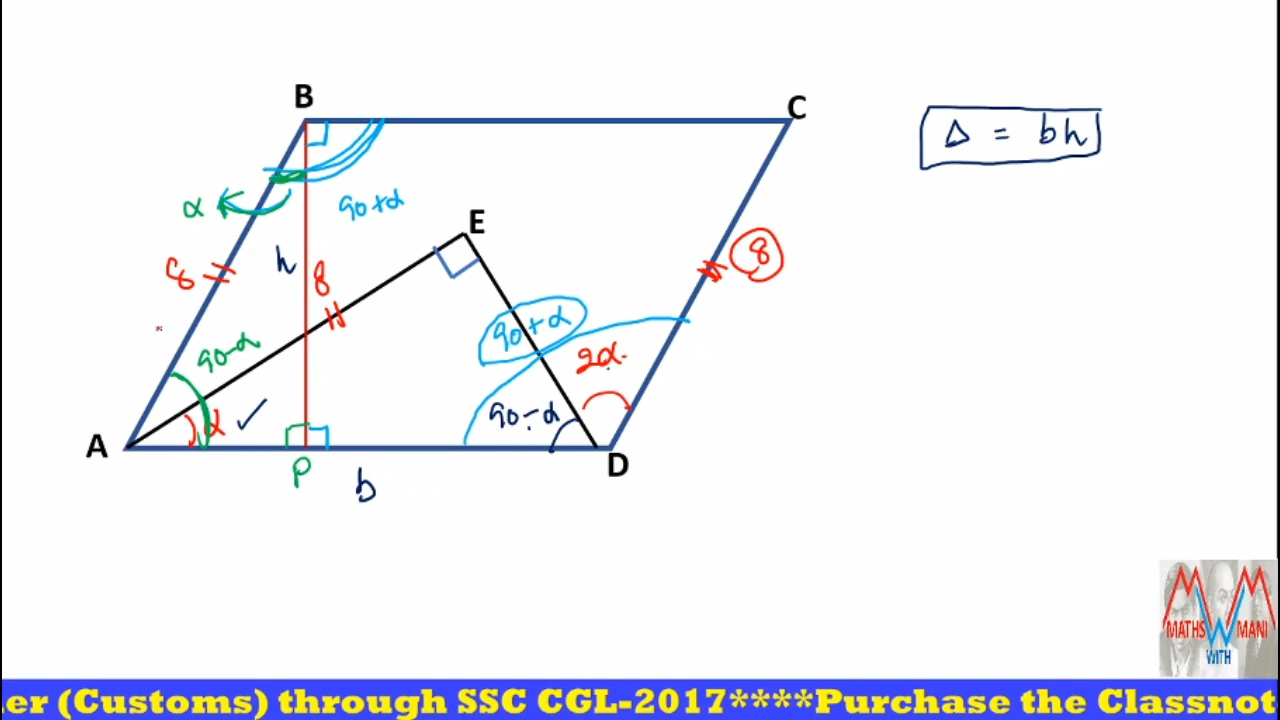 B
C
Δ = bh
α
90+α
E
8
h
8
8
90+α
90-α
2α
α
90-α
A
P
D
b
MATHS
MANI
WITH
er (Customs) through SSC CGL-2017****Purchase the Classnot